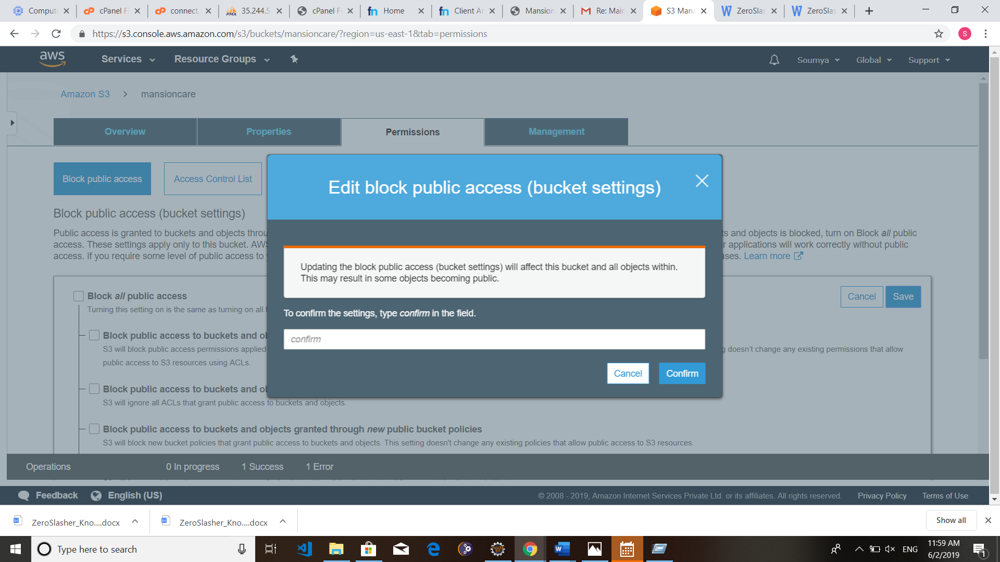 Comput
cPanel Fi
connect.
35.244.5
cPanel Fi
Home
Client A
Mansion
Re: Main
S3 Mana
ZeroSlas
ZeroSlas
https://s3.console.aws.amazon.com/s3/buckets/mansioncare/?region=us-east-1&tab=permissions
S
aws
Services
Resource Groups
Soumya
Global
Support
Amazon S3 > mansioncare
Overview
Properties
Permissions
Management
Block public access
Access Control List
Edit block public access (bucket settings)
Block public access (bucket settings)
Public access is granted to buckets and objects throu
ts and objects is blocked, turn on Block all public
access. These settings apply only to this bucket. AWS
r applications will work correctly without public
access. If you require some level of public access to
ases. Learn more
Updating the block public access (bucket settings) will affect this bucket and all objects within.
This may result in some objects becoming public.
To confirm the settings, type confirm in the field.
confirm
Cancel
Confirm
Block all public access
Turning this setting on is the same as turning on all f
Cancel
Save
Block public access to buckets and ob
S3 will block public access permissions applied
g doesn't change any existing permissions that allow
public access to S3 resources using ACLs.
Block public access to buckets and ob
S3 will ignore all ACLs that grant public access to buckets and objects.
Block public access to buckets and objects granted through new public bucket policies
S3 will block new bucket policies that grant public access to buckets and objects. This setting doesn't change any existing policies that allow public access to S3 resources.
Operations
0 In progress
1 Success
1 Error
Feedback
English (US)
© 2008 - 2019, Amazon Internet Services Private Ltd. or its affiliates. All rights reserved.
Privacy Policy
Terms of Use
ZeroSlasher_Kno....docx
ZeroSlasher_Kno....docx
Show all
Type here to search
ENG
11:59 AM
6/2/2019
1